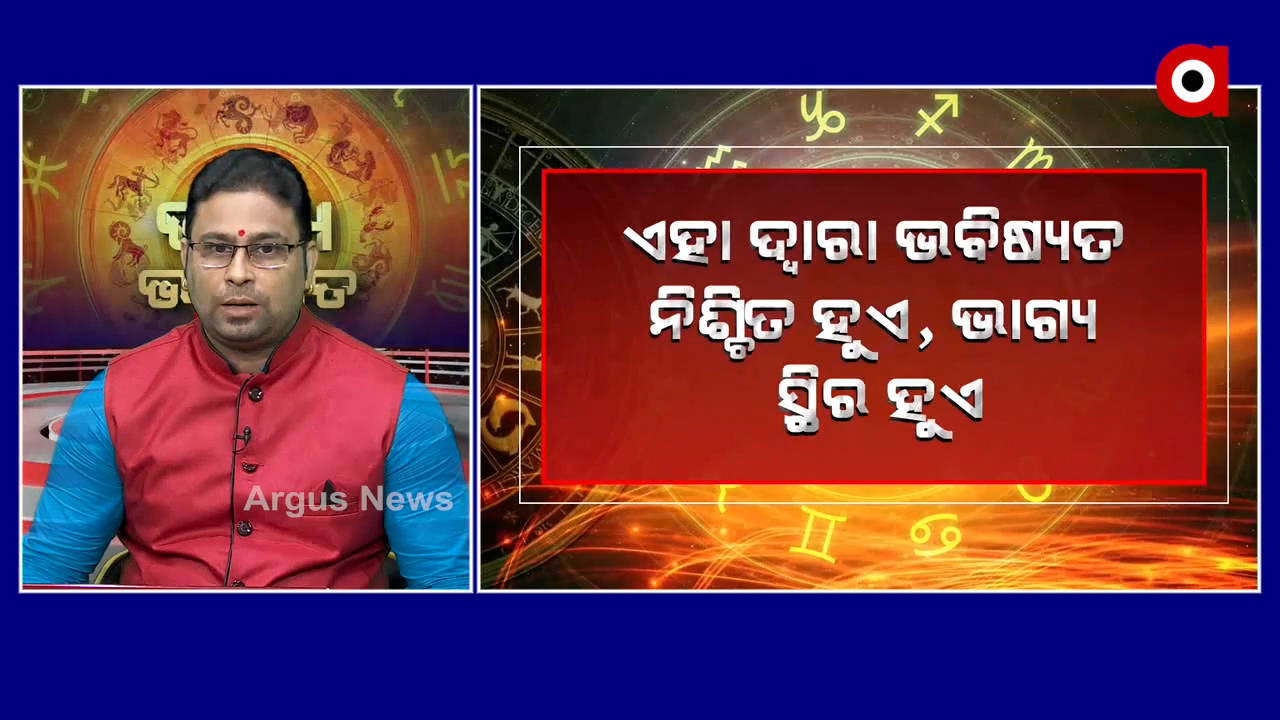 ଏହା ଦ୍ୱାରା ଭବିଷ୍ୟତ
ନିଶ୍ଚିତ ହୁଏ, ଭାଗ୍ୟ
ସ୍ଥିର ହୁଏ
Argus News